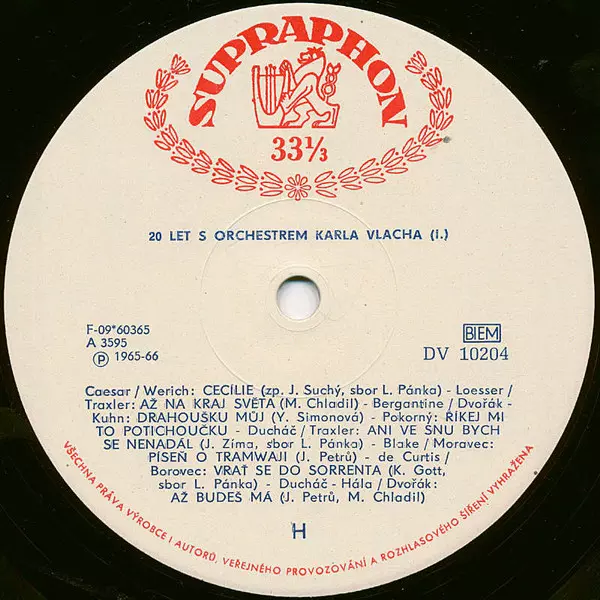 SUPRAPHON
33⅓
20 LET S ORCHESTREM KARLA VLACHA (I.)
F-09*60365
A 3595
Ⓟ 1965-66
BIEM
DV 10204
Caesar/Werich: CECÍLIE (zp. J. Suchý, sbor L. Pánka) - Loesser/
Traxler: AŽ NA KRAJ SVĚTA (M. Chladil) - Bergantine/Dvořák-
Kuhn: DRAHOUŠKU MŮJ (Y. Simonová) - Pokorný: ŘÍKEJ MI
TO POTICHOUČKU - Ducháč/Traxler: ANI VE SNU BYCH
SE NENADÁL (J. Zíma, sbor L. Pánka) - Blake/Moravec:
PÍSEŇ O TRAMWAJI (J. Petrů) - de Curtis/
Borovec: VRAŤ SE DO SORRENTA (K. Gott,
sbor L. Pánka) - Ducháč-Hála/Dvořák:
AŽ BUDEŠ MÁ (J. Petrů, M. Chladil)
H
VŠECHNA PRÁVA VÝROBCE I AUTORŮ, VEŘEJNÉHO PROVOZOVÁNÍ A ROZHLASOVÉHO ŠÍŘENÍ VYHRAŽENA